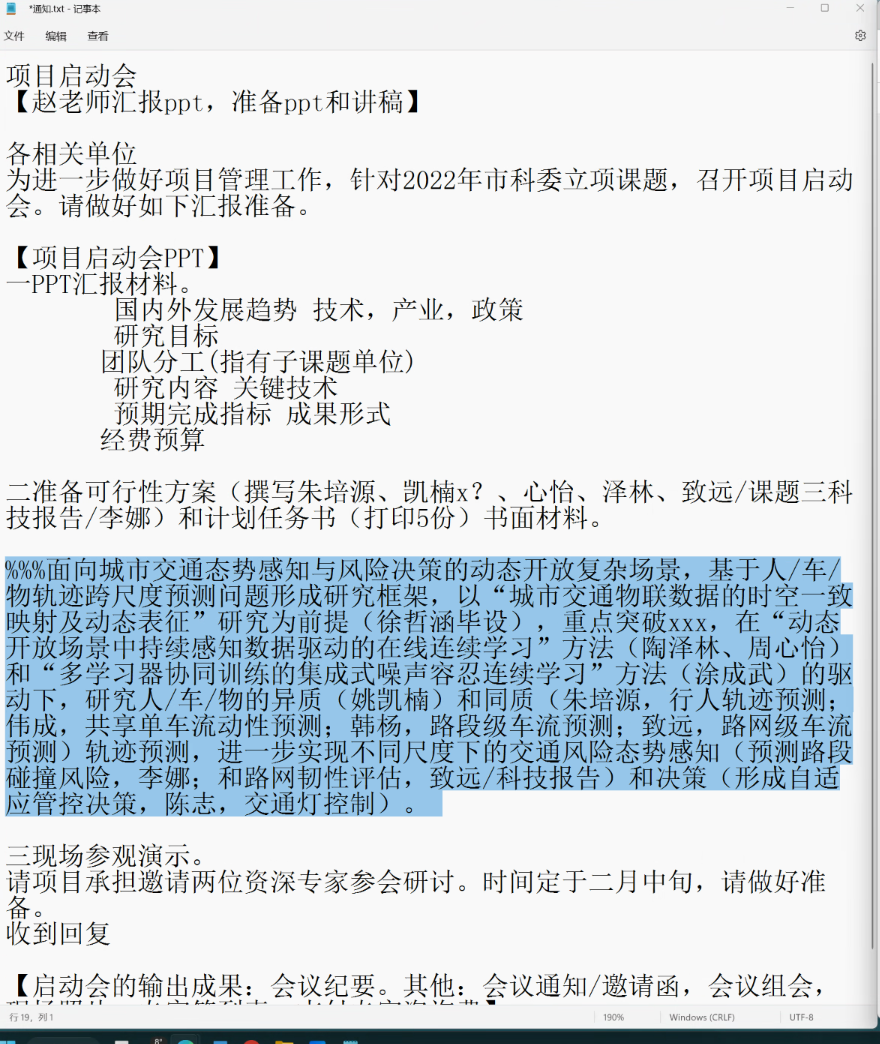 *通知.txt - 记事本
文件 编辑 查看
项目启动会
【赵老师汇报ppt，准备ppt和讲稿】
各相关单位
为进一步做好项目管理工作，针对2022年市科委立项课题，召开项目启动
会。请做好如下汇报准备。
【项目启动会PPT】
一PPT汇报材料。
国内外发展趋势 技术，产业，政策
研究目标
团队分工(指有子课题单位)
研究内容 关键技术
预期完成指标 成果形式
经费预算
二准备可行性方案（撰写朱培源、凯楠x？、心怡、泽林、致远/课题三科
技报告/李娜）和计划任务书（打印5份）书面材料。
%%%面向城市交通态势感知与风险决策的动态开放复杂场景，基于人/车/
物轨迹跨尺度预测问题形成研究框架，以“城市交通物联数据的时空一致
映射及动态表征”研究为前提（徐哲涵毕设），重点突破xxx，在“动态
开放场景中持续感知数据驱动的在线连续学习”方法（陶泽林、周心怡）
和“多学习器协同训练的集成式噪声容忍连续学习”方法（涂成武）的驱
动下，研究人/车/物的异质（姚凯楠）和同质（朱培源，行人轨迹预测；
伟成，共享单车流动性预测；韩杨，路段级车流预测；致远，路网级车流
预测）轨迹预测，进一步实现不同尺度下的交通风险态势感知（预测路段
碰撞风险，李娜；和路网韧性评估，致远/科技报告）和决策（形成自适
应管控决策，陈志，交通灯控制）。
三现场参观演示。
请项目承担邀请两位资深专家参会研讨。时间定于二月中旬，请做好准
备。
收到回复
【启动会的输出成果：会议纪要。其他：会议通知/邀请函，会议组会，
行 19，列 1 190% Windows (CRLF) UTF-8
8°